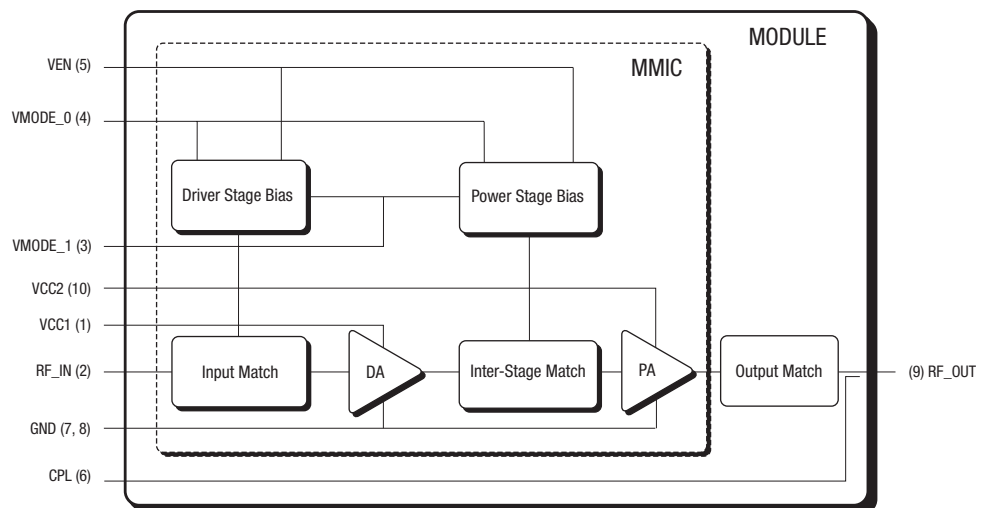 MODULE
MMIC
VEN (5)
VMODE_0 (4)
Driver Stage Bias
Power Stage Bias
VMODE_1 (3)
VCC2 (10)
VCC1 (1)
RF_IN (2)
Input Match
DA
Inter-Stage Match
PA
Output Match
(9) RF_OUT
GND (7, 8)
CPL (6)